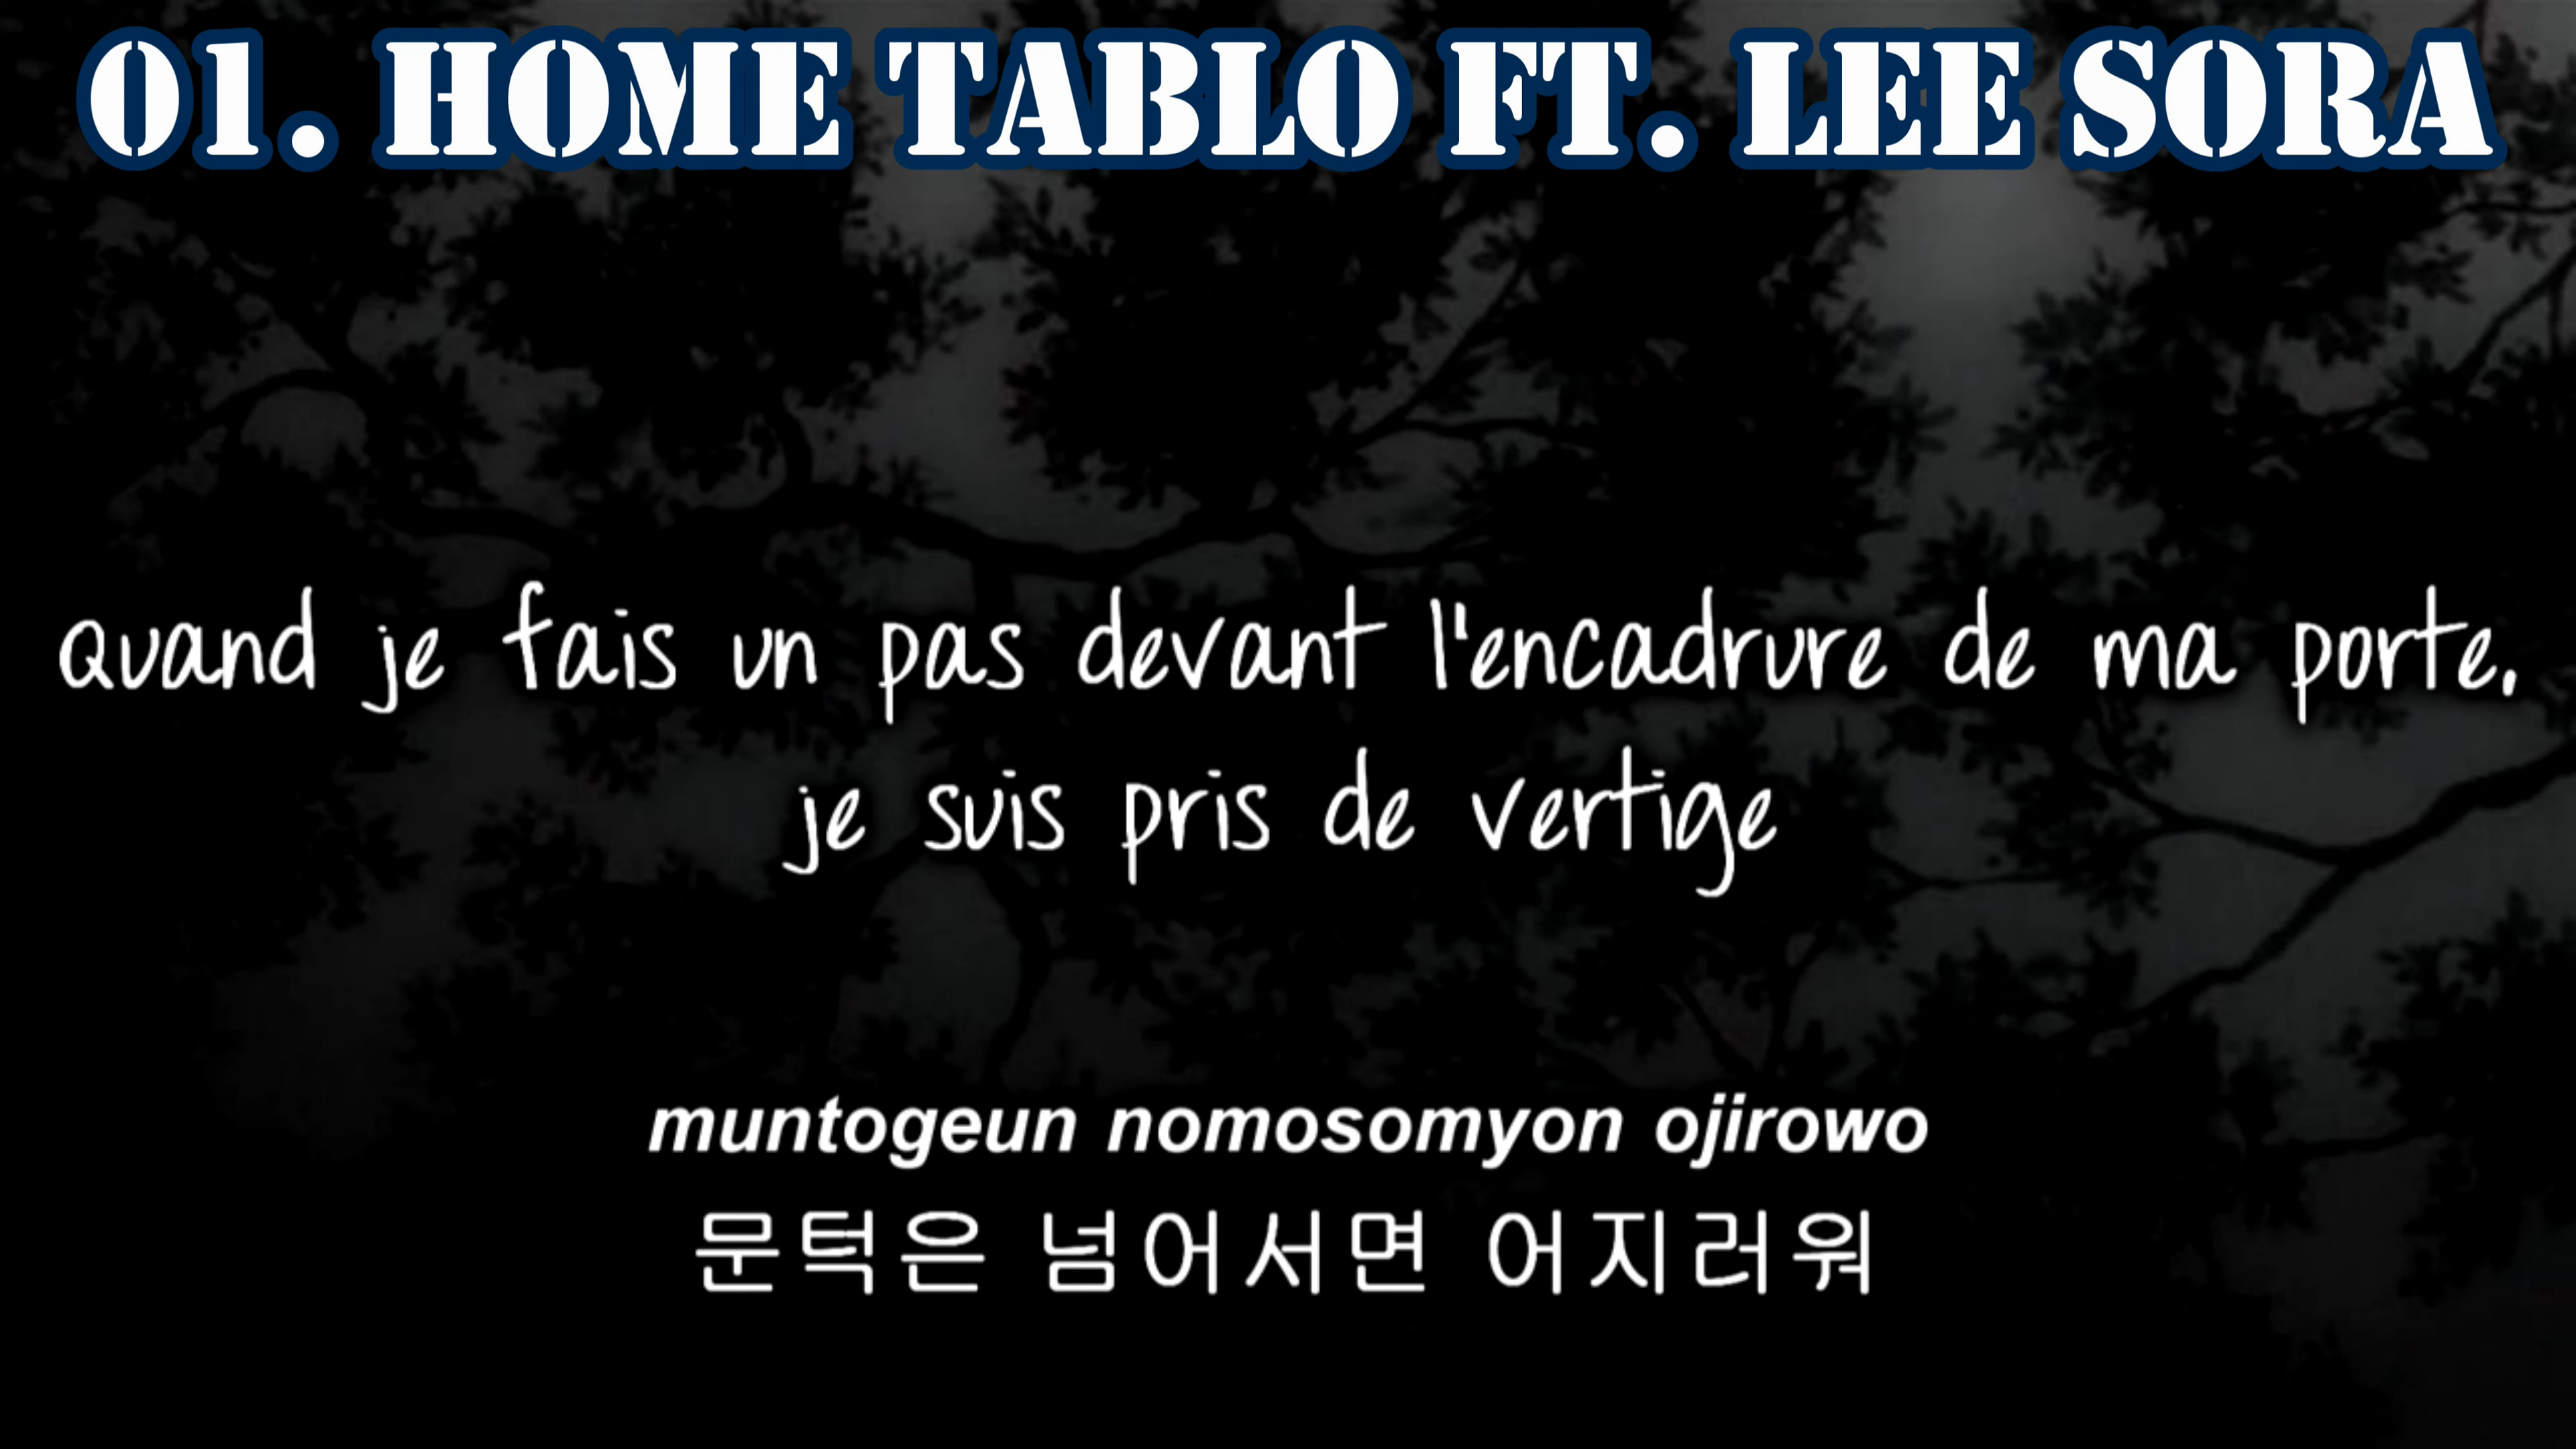 01. HOME TABLO FT. LEE SORA
Quand je fais un pas devant l'encadrure de ma porte.
je suis pris de vertige
muntogeun nomosomyon ojirowo
문턱은 넘어서면 어지러워